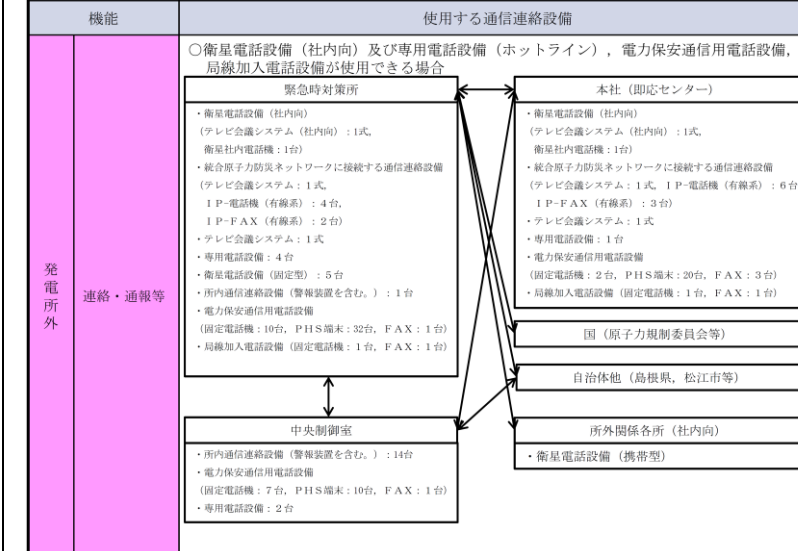 機能
使用する通信連絡設備
発電所外
連絡・通報等
○衛星電話設備（社内向）及び専用電話設備（ホットライン），電力保安通信用電話設備，
局線加入電話設備が使用できる場合
緊急時対策所
・衛星電話設備（社内向）
(テレビ会議システム（社内向）：1式,
衛星社内電話機：1台)
・統合原子力防災ネットワークに接続する通信連絡設備
(テレビ会議システム：１式,
ＩＰ-電話機（有線系）：４台,
ＩＰ-ＦＡＸ（有線系）：２台)
・テレビ会議システム：１式
・専用電話設備：４台
・衛星電話設備（固定型）：５台
・所内通信連絡設備（警報装置を含む。）：１台
・電力保安通信用電話設備
(固定電話機：10台, ＰＨＳ端末：32台, ＦＡＸ：１台)
・局線加入電話設備（固定電話機：１台, ＦＡＸ：１台)
中央制御室
・所内通信連絡設備（警報装置を含む。）：14台
・電力保安通信用電話設備
(固定電話機：７台, ＰＨＳ端末：10台, ＦＡＸ：１台)
・専用電話設備：２台
本社（即応センター）
・衛星電話設備（社内向）
(テレビ会議システム（社内向）：1式,
衛星社内電話機：1台)
・統合原子力防災ネットワークに接続する通信連絡設備
(テレビ会議システム：１式, ＩＰ-電話機（有線系）：６台
ＩＰ-ＦＡＸ（有線系）：３台)
・テレビ会議システム：１式
・専用電話設備：１台
・電力保安通信用電話設備
(固定電話機：２台, ＰＨＳ端末：20台, ＦＡＸ：３台)
・局線加入電話設備（固定電話機：１台, ＦＡＸ：１台)
国（原子力規制委員会等）
自治体他（島根県，松江市等）
所外関係各所（社内向）
・衛星電話設備（携帯型）